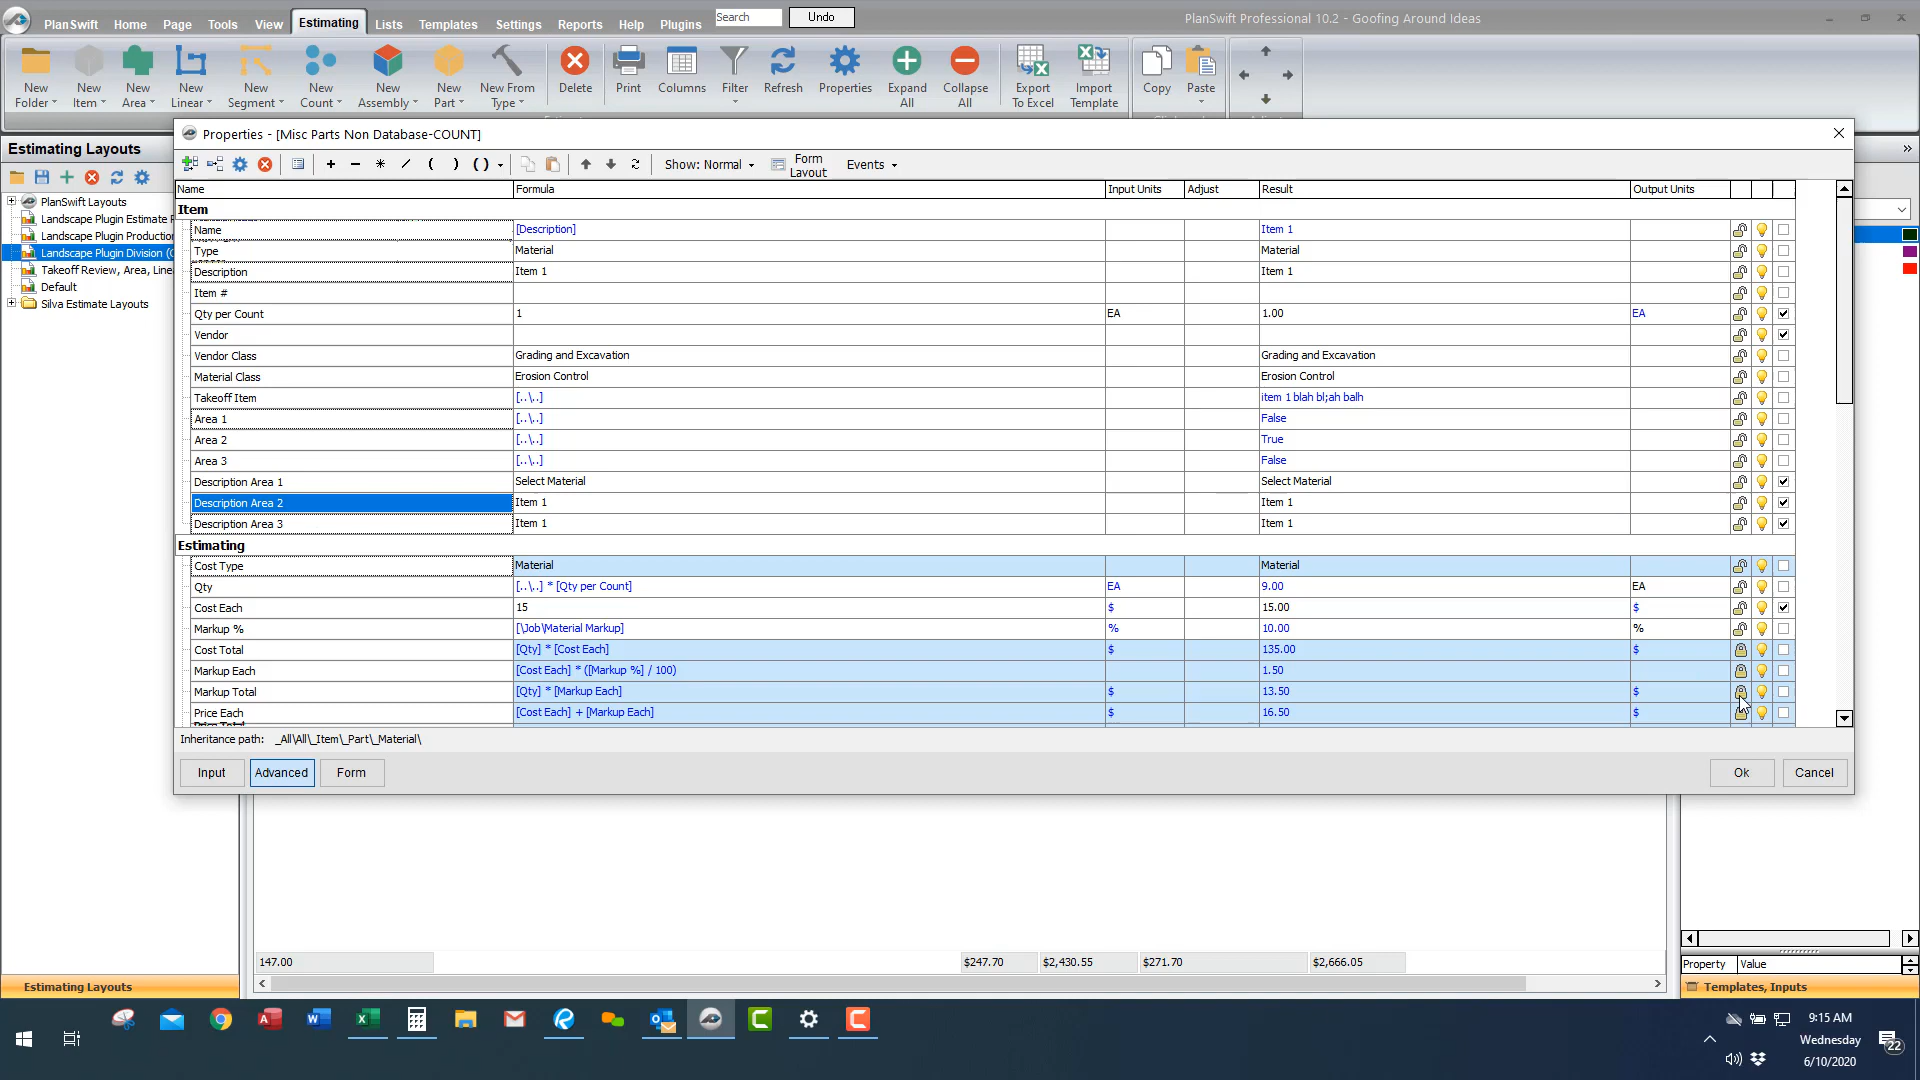 PlanSwift Home Page Tools View Estimating Lists Templates Settings Reports Help Plugins Search Undo PlanSwift Professional 10.2 - Goofing Around Ideas
New Folder
New Item
New Area
New Linear
New Segment
New Count
New Assembly
New Part
New From Type
Delete
Print
Columns
Filter
Refresh
Properties
Expand All
Collapse All
Export To Excel
Import Template
Copy
Paste
Estimating Layouts
PlanSwift Layouts
Landscape Plugin Estimate
Landscape Plugin Productio
Landscape Plugin Division (
Takeoff Review, Area, Line
Default
Silva Estimate Layouts
Properties - [Misc Parts Non Database-COUNT]
+ - * / ( ) ( ) Show: Normal Form Layout Events
Name Formula Input Units Adjust Result Output Units
Item
Name [Description] Item 1
Type Material Material
Description Item 1 Item 1
Item #
Qty per Count 1 EA 1.00 EA
Vendor
Vendor Class Grading and Excavation Grading and Excavation
Material Class Erosion Control Erosion Control
Takeoff Item [..\..] item 1 blah bl;ah balh
Area 1 [..\..] False
Area 2 [..\..] True
Area 3 [..\..] False
Description Area 1 Select Material Select Material
Description Area 2 Item 1 Item 1
Description Area 3 Item 1 Item 1
Estimating
Cost Type Material Material
Qty [..\..] * [Qty per Count] EA 9.00 EA
Cost Each 15 $ 15.00 $
Markup % [\Job\Material Markup] % 10.00 %
Cost Total [Qty] * [Cost Each] $ 135.00 $
Markup Each [Cost Each] * ([Markup %] / 100) 1.50
Markup Total [Qty] * [Markup Each] $ 13.50 $
Price Each [Cost Each] + [Markup Each] $ 16.50 $
Price Total
Inheritance path: _All\All\_Item\_Part\_Material\
Input Advanced Form Ok Cancel
147.00 $247.70 $2,430.55 $271.70 $2,666.05
Property Value
Estimating Layouts
Templates, Inputs
9:15 AM
Wednesday
22
6/10/2020